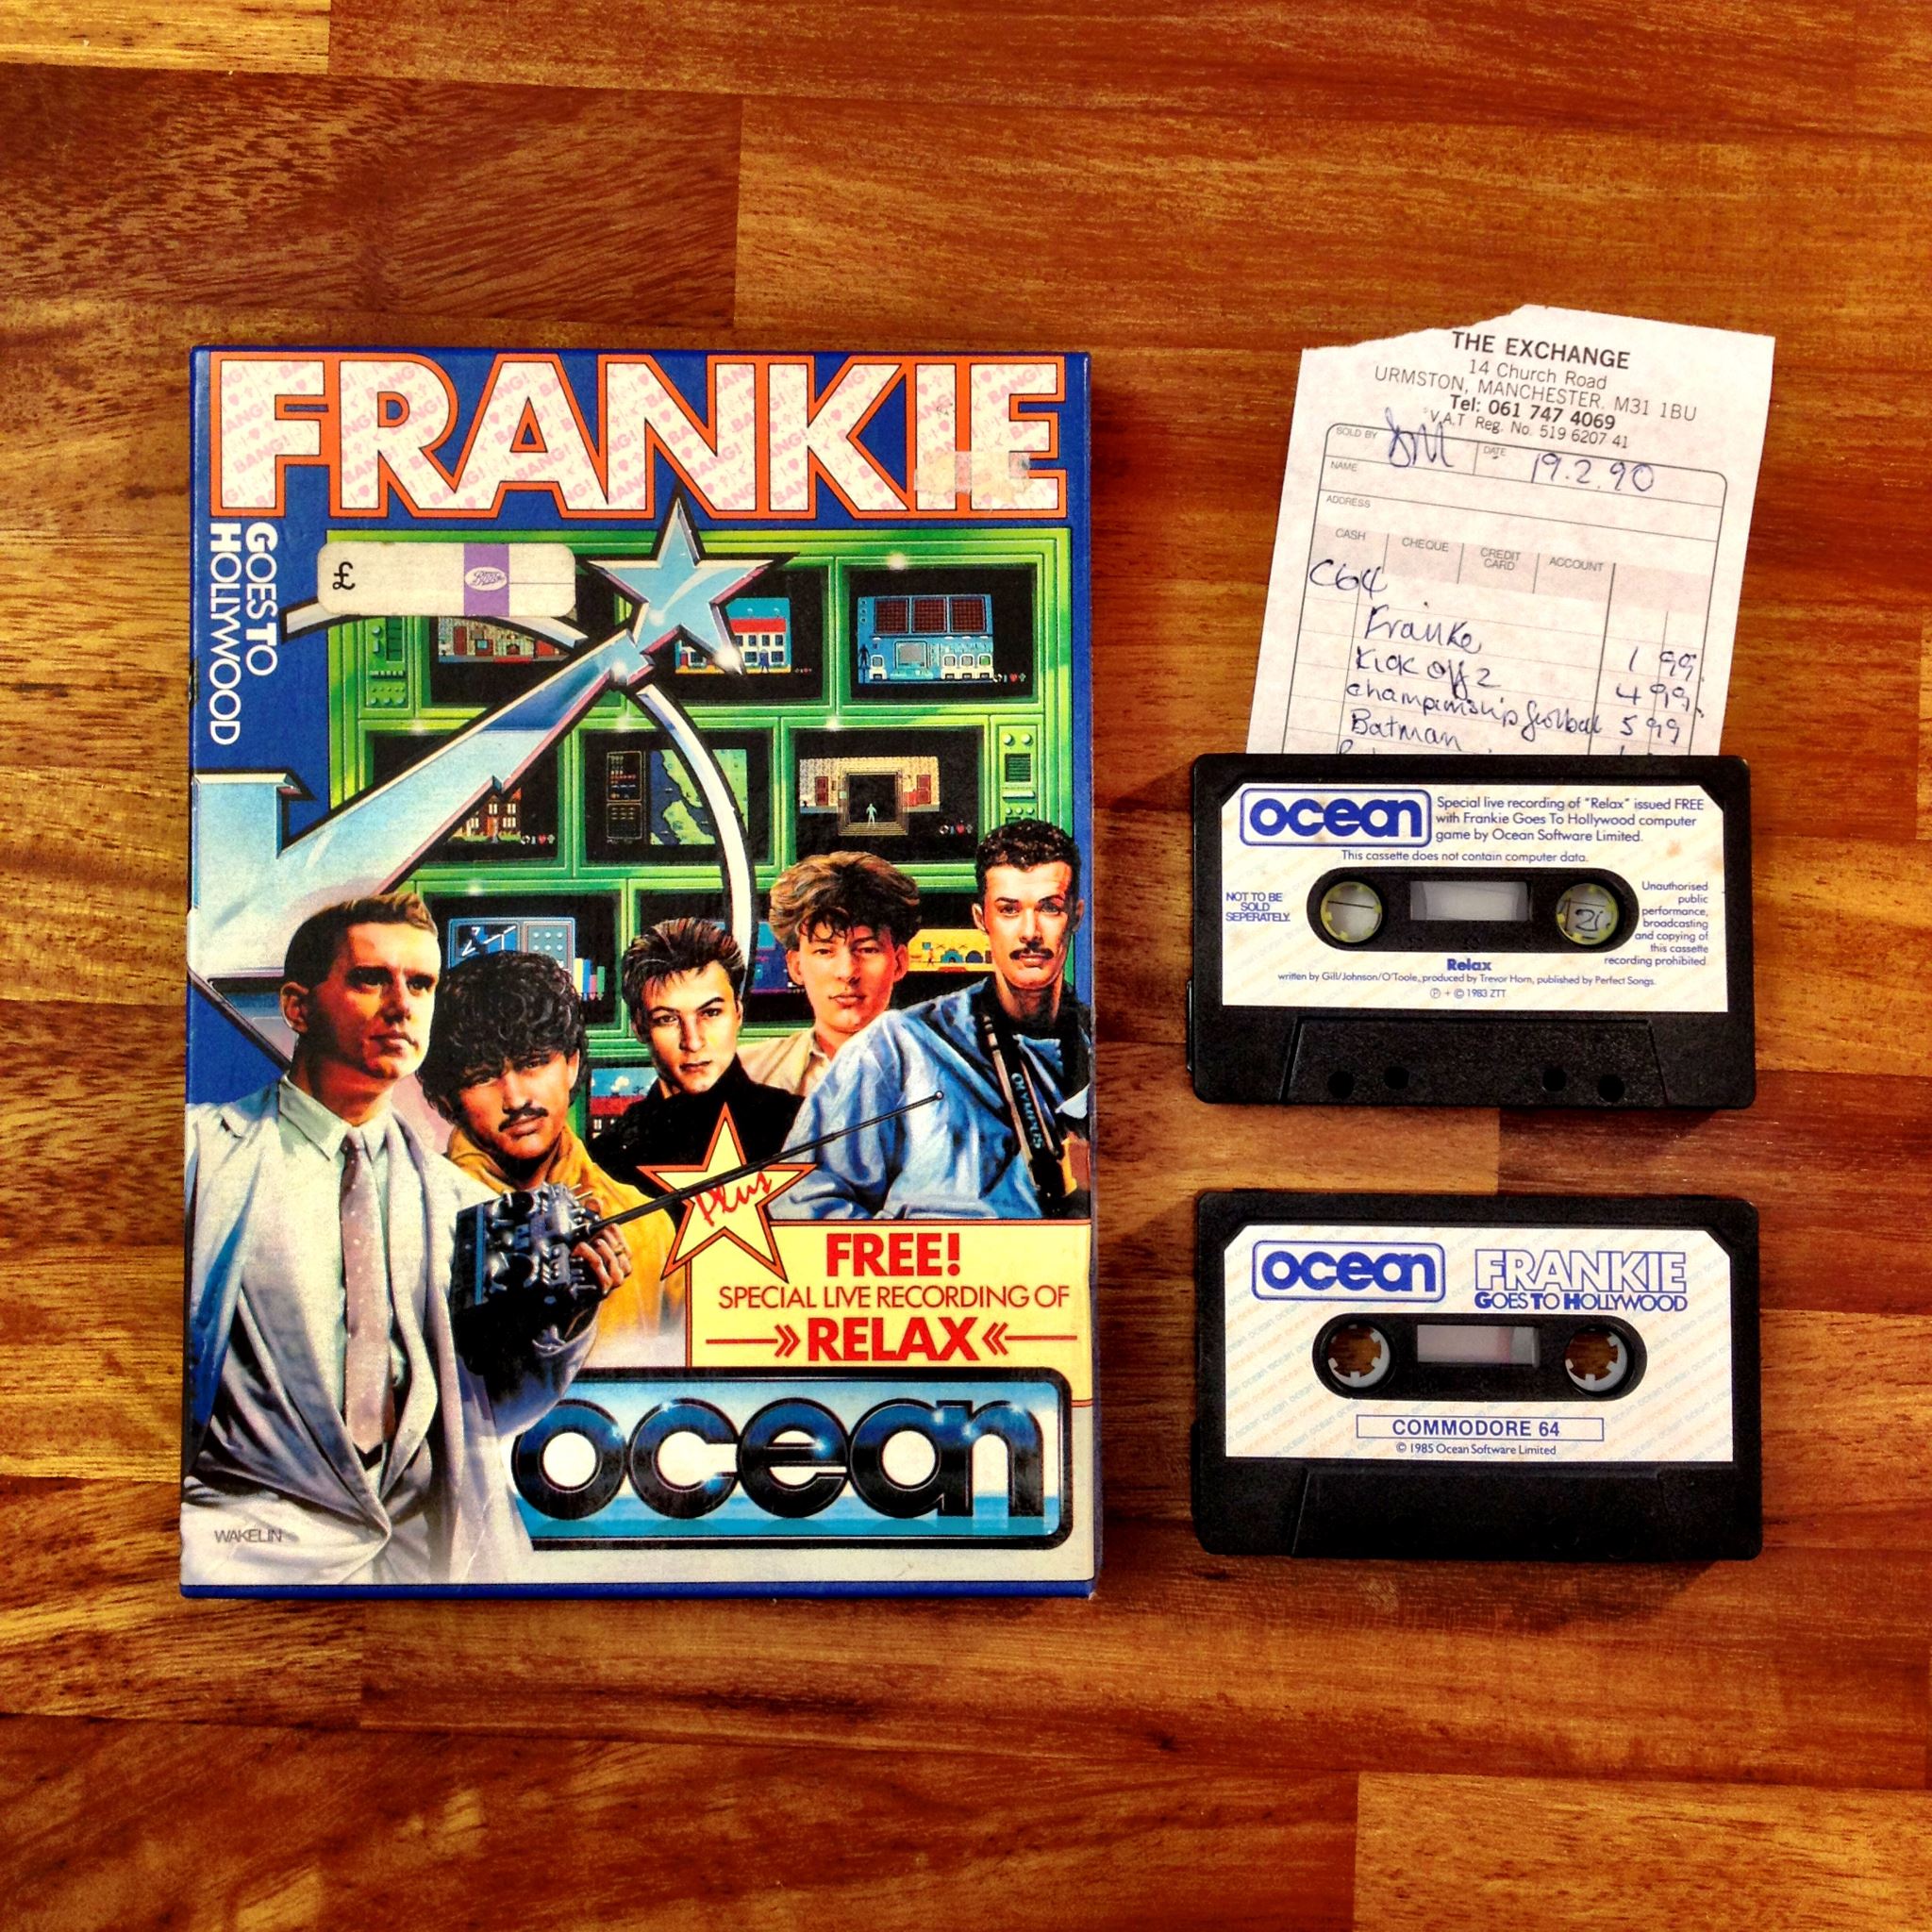 FRANKIE
GOES TO
HOLLYWOOD
£
Boots
Plus
FREE!
SPECIAL LIVE RECORDING OF
RELAX
ocean
OLYMPUS
WAKELIN
THE EXCHANGE
14 Church Road
URMSTON, MANCHESTER. M31 1BU
Tel: 061 747 4069
V.A.T Reg. No. 519 6207 41
SOLD BY
DATE 19.2.90
NAME
ADDRESS
CASH CHEQUE CREDIT CARD ACCOUNT
C64
Frankie 1 99
Kick off 2 4 99
championship football 5 99
Batman
ocean
Special live recording of "Relax" issued FREE
with Frankie Goes To Hollywood computer
game by Ocean Software Limited.
This cassette does not contain computer data.
NOT TO BE
SOLD
SEPERATELY.
Unauthorised
public
performance,
broadcasting
and copying of
this cassette
recording prohibited.
Relax
written by Gill/Johnson/O'Toole, produced by Trevor Horn, published by Perfect Songs.
℗ + © 1983 ZTT
ocean
FRANKIE
GOES TO HOLLYWOOD
COMMODORE 64
© 1985 Ocean Software Limited